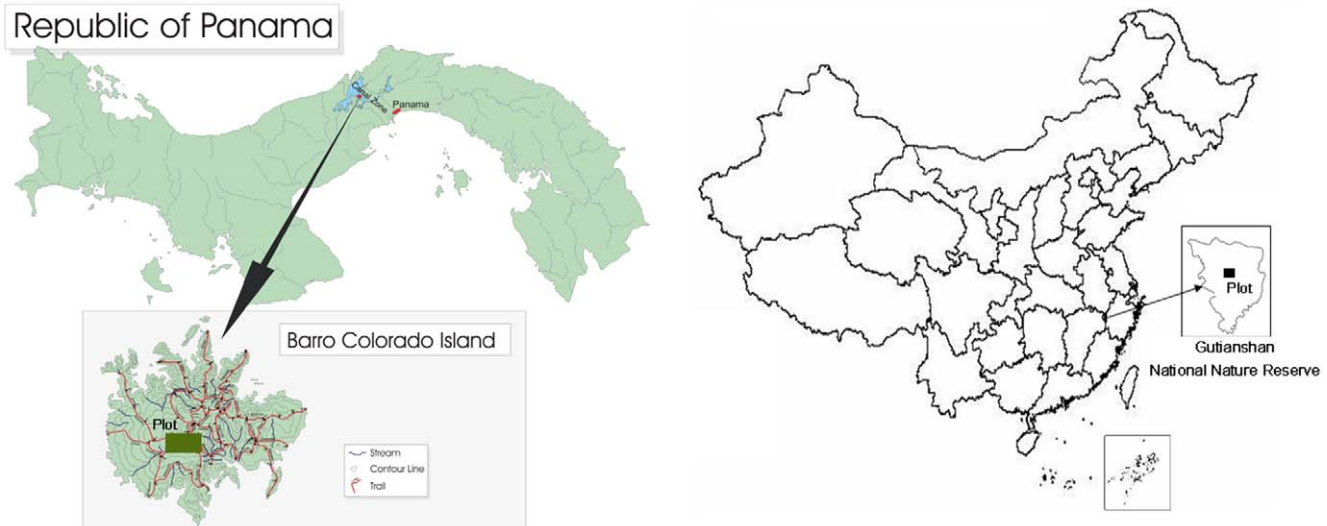 Republic of Panama
Canal Zone
Panama
Barro Colorado Island
Plot
Stream
Contour Line
Trail
Plot
Gutianshan
National Nature Reserve